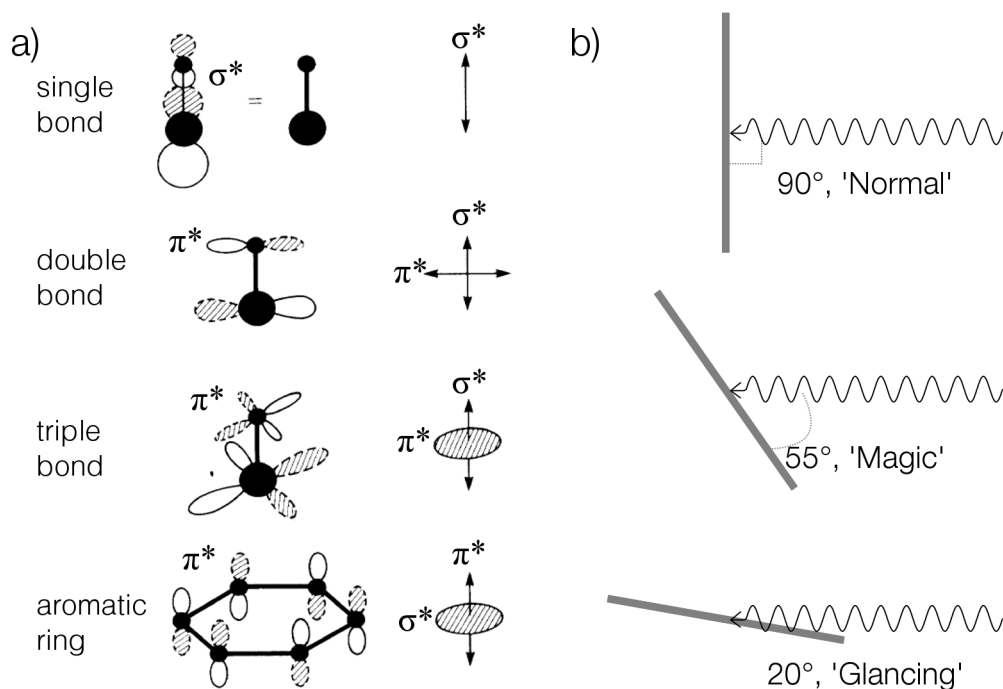 a)
single
bond
σ*
=
σ*
double
bond
π*
σ*
π*
triple
bond
π*
σ*
π*
aromatic
ring
π*
π*
σ*
b)
90°, 'Normal'
55°, 'Magic'
20°, 'Glancing'